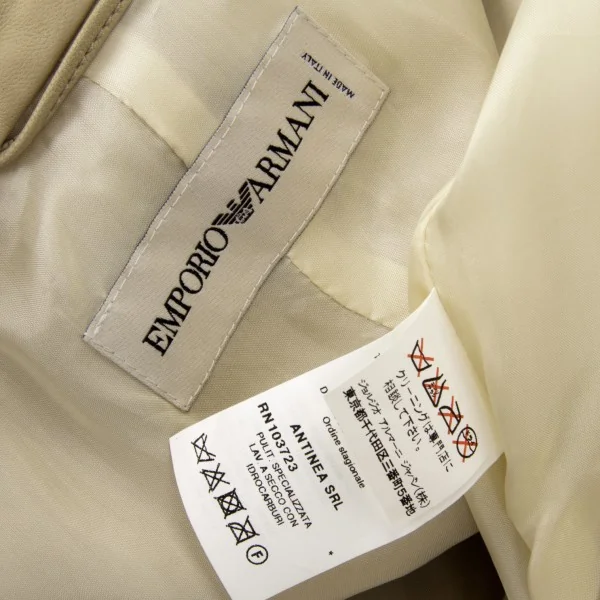 EMPORIO ARMANI
MADE IN ITALY
クリーニングは専門店に
相談して下さい。
ジョルジオ アルマーニ ジャパン(株)
東京都千代田区三番町5番地
D
Ordine stagionale
ANTINEA SRL
RN103723
PULIT. SPECIALIZZATA
LAV. A SECCO CON
IDROCARBURI
F